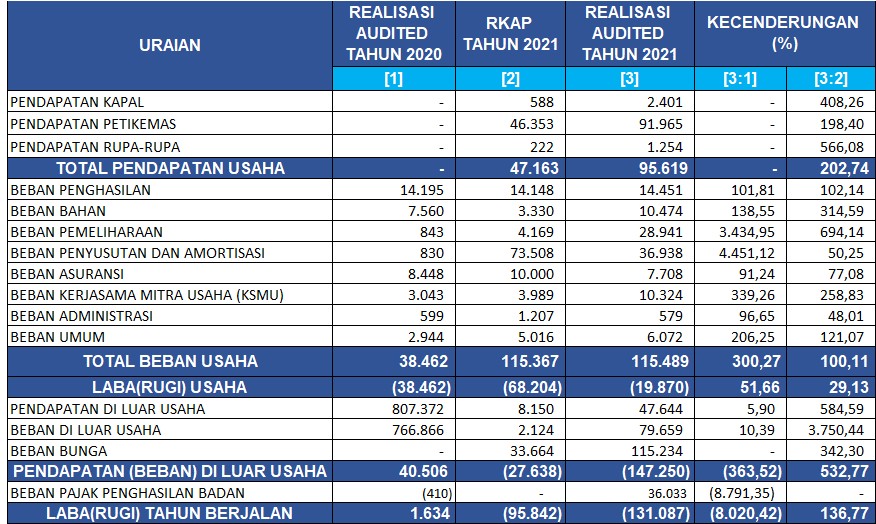 URAIAN REALISASI AUDITED TAHUN 2020 RKAP TAHUN 2021 REALISASI AUDITED TAHUN 2021 KECENDERUNGAN (%)
[1] [2] [3] [3:1] [3:2]
PENDAPATAN KAPAL - 588 2.401 - 408,26
PENDAPATAN PETIKEMAS - 46.353 91.965 - 198,40
PENDAPATAN RUPA-RUPA - 222 1.254 - 566,08
TOTAL PENDAPATAN USAHA - 47.163 95.619 - 202,74
BEBAN PENGHASILAN 14.195 14.148 14.451 101,81 102,14
BEBAN BAHAN 7.560 3.330 10.474 138,55 314,59
BEBAN PEMELIHARAAN 843 4.169 28.941 3.434,95 694,14
BEBAN PENYUSUTAN DAN AMORTISASI 830 73.508 36.938 4.451,12 50,25
BEBAN ASURANSI 8.448 10.000 7.708 91,24 77,08
BEBAN KERJASAMA MITRA USAHA (KSMU) 3.043 3.989 10.324 339,26 258,83
BEBAN ADMINISTRASI 599 1.207 579 96,65 48,01
BEBAN UMUM 2.944 5.016 6.072 206,25 121,07
TOTAL BEBAN USAHA 38.462 115.367 115.489 300,27 100,11
LABA(RUGI) USAHA (38.462) (68.204) (19.870) 51,66 29,13
PENDAPATAN DI LUAR USAHA 807.372 8.150 47.644 5,90 584,59
BEBAN DI LUAR USAHA 766.866 2.124 79.659 10,39 3.750,44
BEBAN BUNGA - 33.664 115.234 - 342,30
PENDAPATAN (BEBAN) DI LUAR USAHA 40.506 (27.638) (147.250) (363,52) 532,77
BEBAN PAJAK PENGHASILAN BADAN (410) - 36.033 (8.791,35) -
LABA(RUGI) TAHUN BERJALAN 1.634 (95.842) (131.087) (8.020,42) 136,77